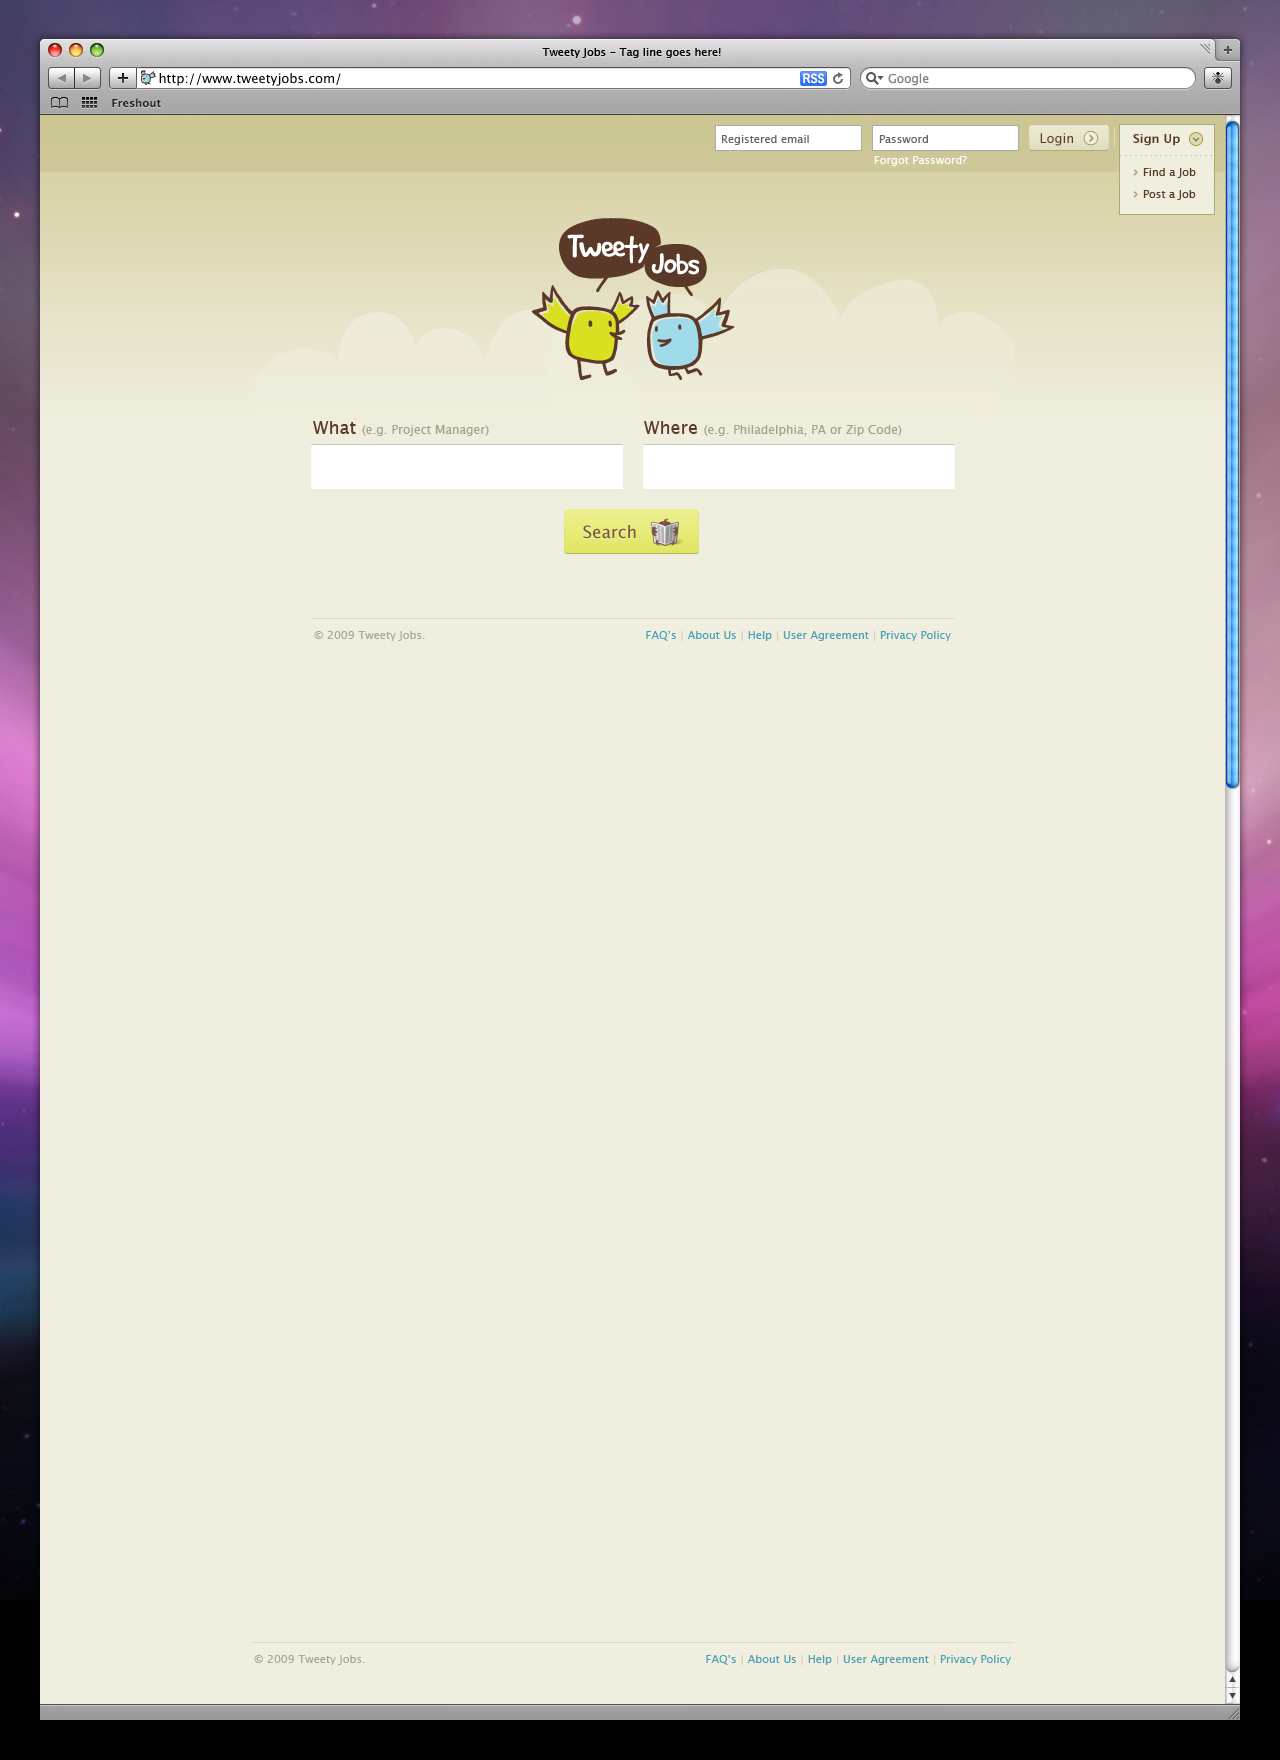 Tweety Jobs – Tag line goes here!
http://www.tweetyjobs.com/ RSS Google
Freshout
Registered email Password Login Sign Up
Forgot Password?
Find a Job
Post a Job
Tweety
Jobs
What (e.g. Project Manager) Where (e.g. Philadelphia, PA or Zip Code)
Search
© 2009 Tweety Jobs. FAQ's | About Us | Help | User Agreement | Privacy Policy
© 2009 Tweety Jobs. FAQ's | About Us | Help | User Agreement | Privacy Policy